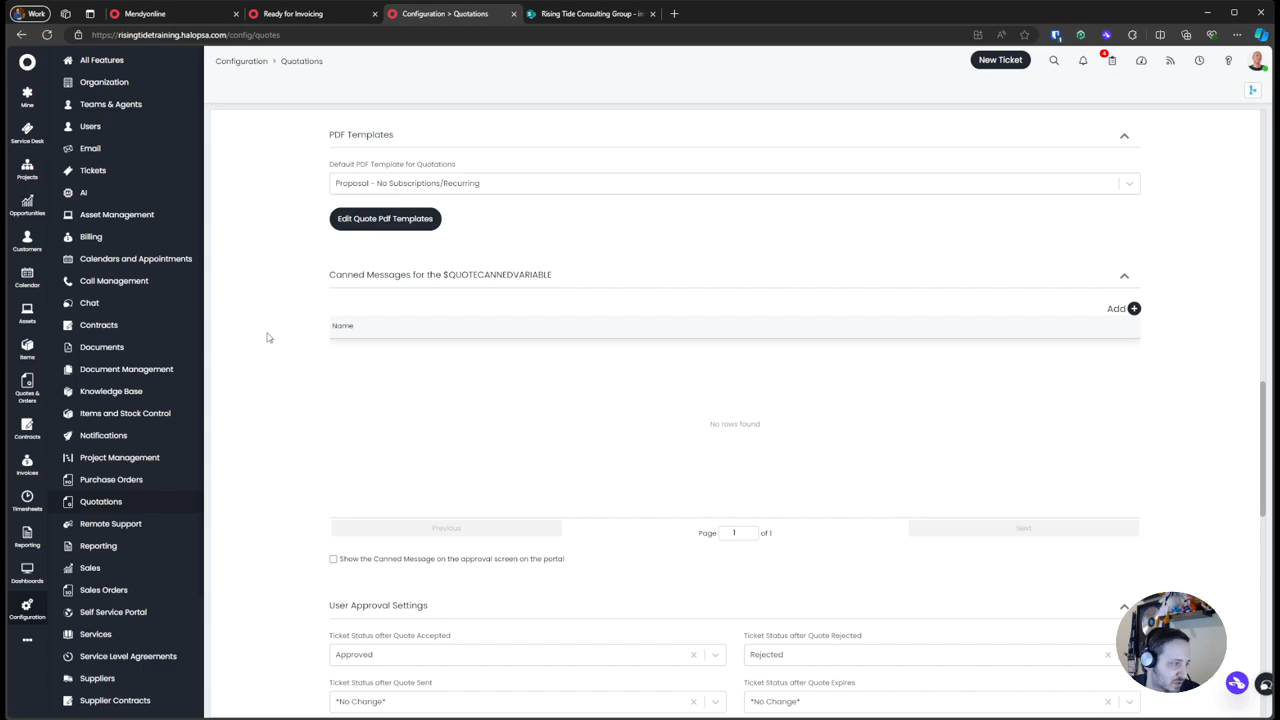 Work
Mendyonline
Ready for Invoicing
Configuration > Quotations
Rising Tide Consulting Group - in
https://risingtidetraining.halopsa.com/config/quotes
Mine
Service Desk
Projects
Opportunities
Customers
Calendar
Assets
Items
Quotes & Orders
Contracts
Invoices
Timesheets
Reporting
Dashboards
Configuration
All Features
Organization
Teams & Agents
Users
Email
Tickets
AI
Asset Management
Billing
Calendars and Appointments
Call Management
Chat
Contracts
Documents
Document Management
Knowledge Base
Items and Stock Control
Notifications
Project Management
Purchase Orders
Quotations
Remote Support
Reporting
Sales
Sales Orders
Self Service Portal
Services
Service Level Agreements
Suppliers
Supplier Contracts
Configuration > Quotations
New Ticket
4
PDF Templates
Default PDF Template for Quotations
Proposal - No Subscriptions/Recurring
Edit Quote Pdf Templates
Canned Messages for the $QUOTECANNEDVARIABLE
Add
Name
No rows found
Previous
Page 1 of 1
Next
Show the Canned Message on the approval screen on the portal
User Approval Settings
Ticket Status after Quote Accepted
Ticket Status after Quote Rejected
Approved
Rejected
Ticket Status after Quote Sent
Ticket Status after Quote Expires
*No Change*
*No Change*